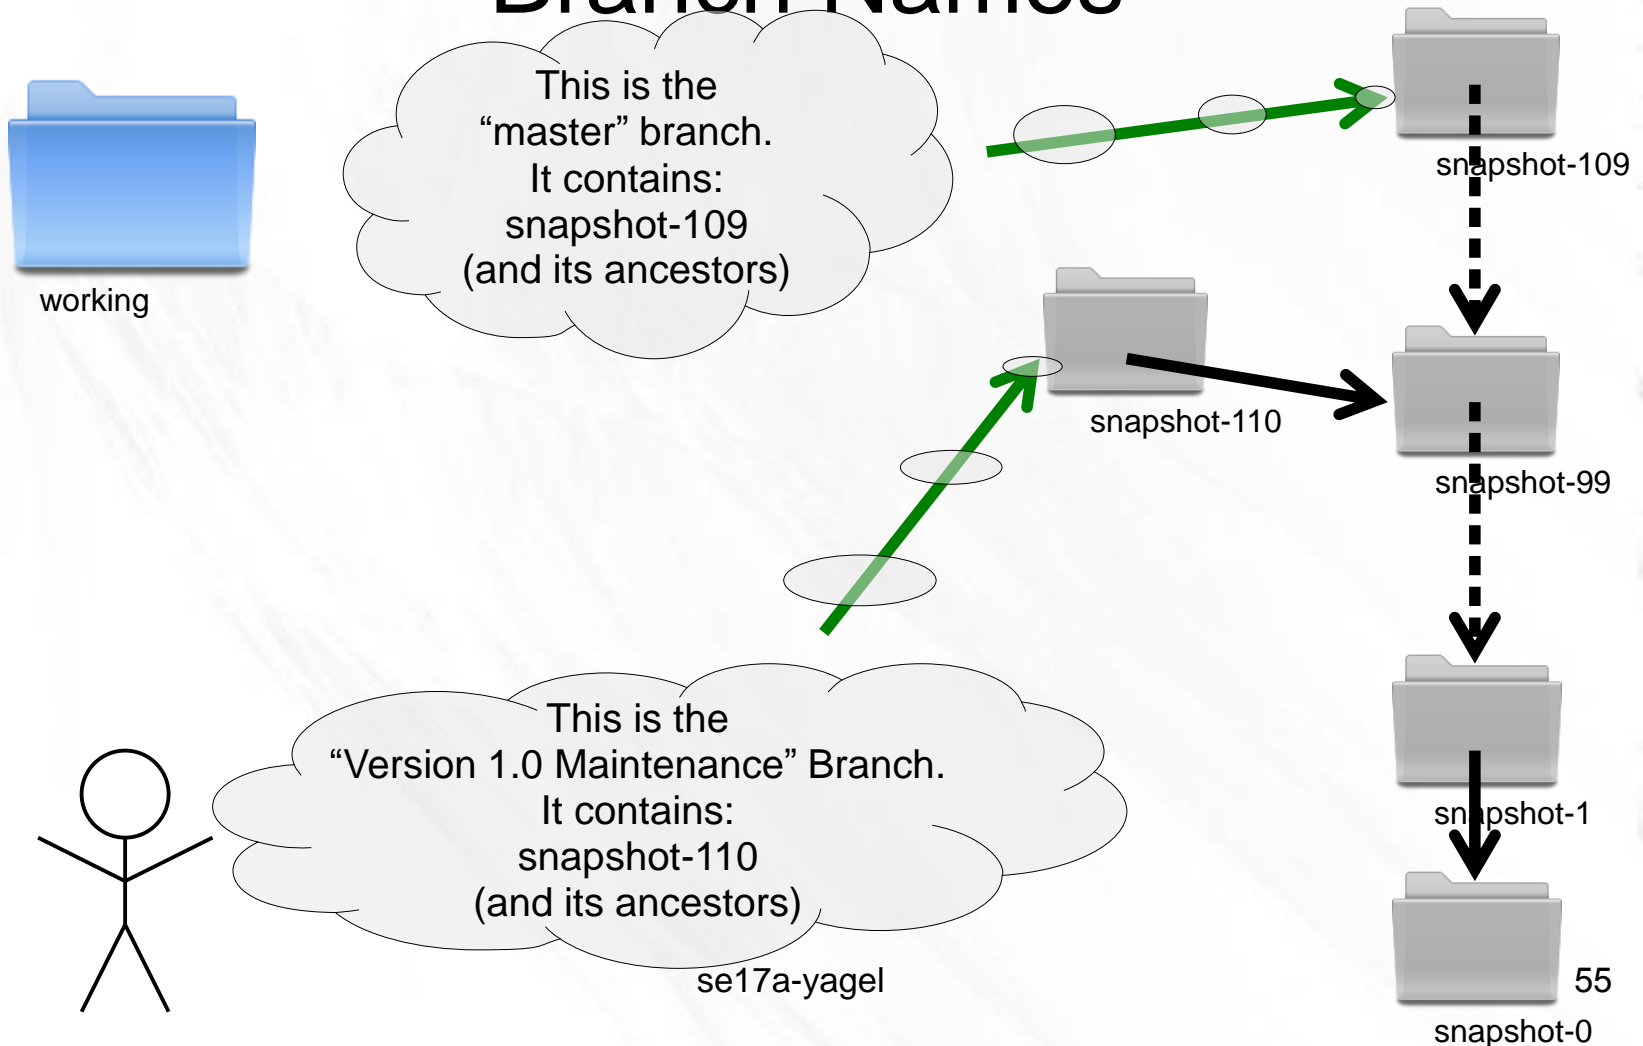 Branch Names
This is the
“master” branch.
It contains:
snapshot-109
(and its ancestors)
working
snapshot-109
snapshot-110
snapshot-99
This is the
“Version 1.0 Maintenance” Branch.
It contains:
snapshot-110
(and its ancestors)
snapshot-1
se17a-yagel
55
snapshot-0